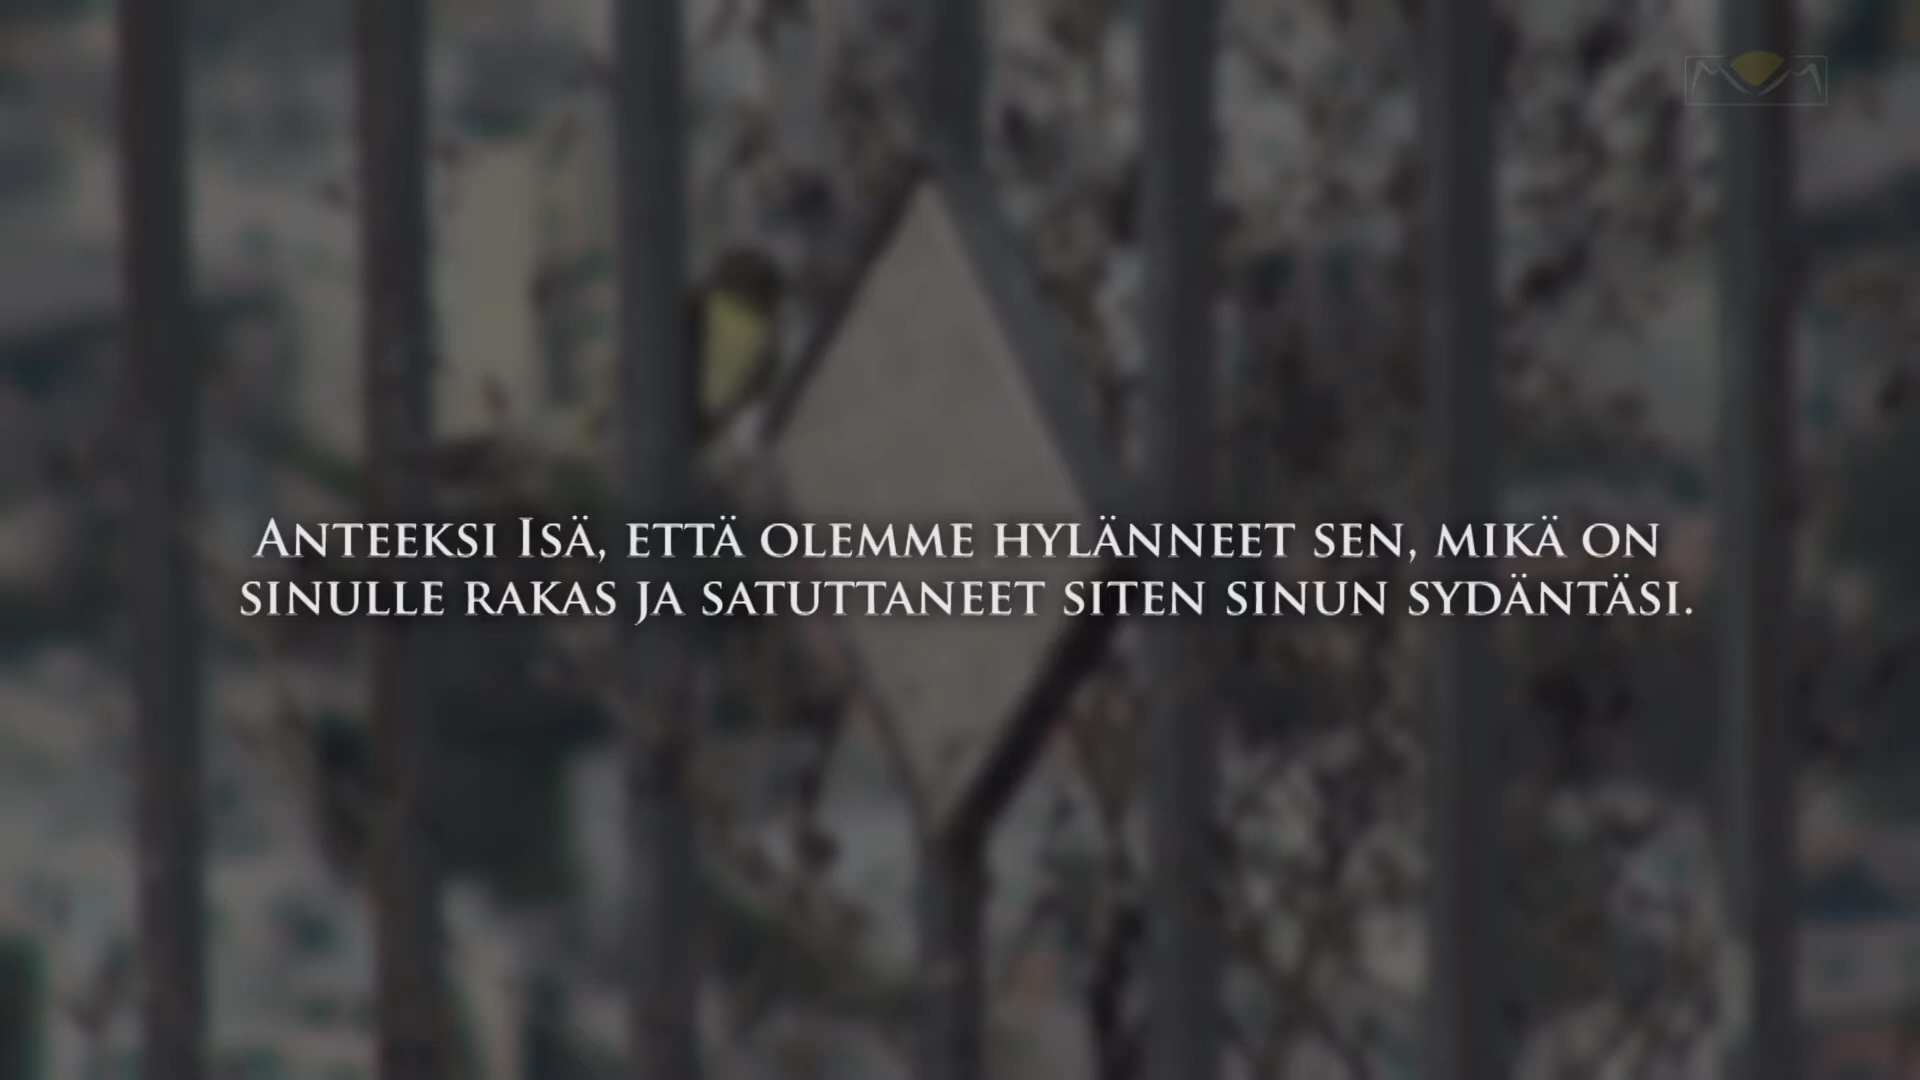 Anteeksi Isä, että olemme hylänneet sen, mikä on
sinulle rakas ja satuttaneet siten sinun sydäntäsi.